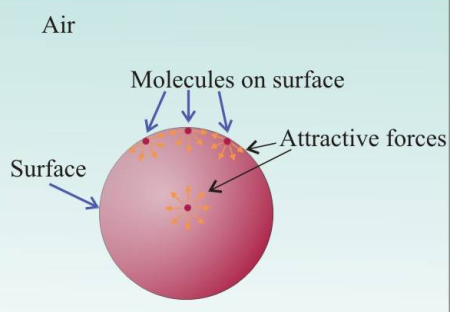 Air
Molecules on surface
Attractive forces
Surface